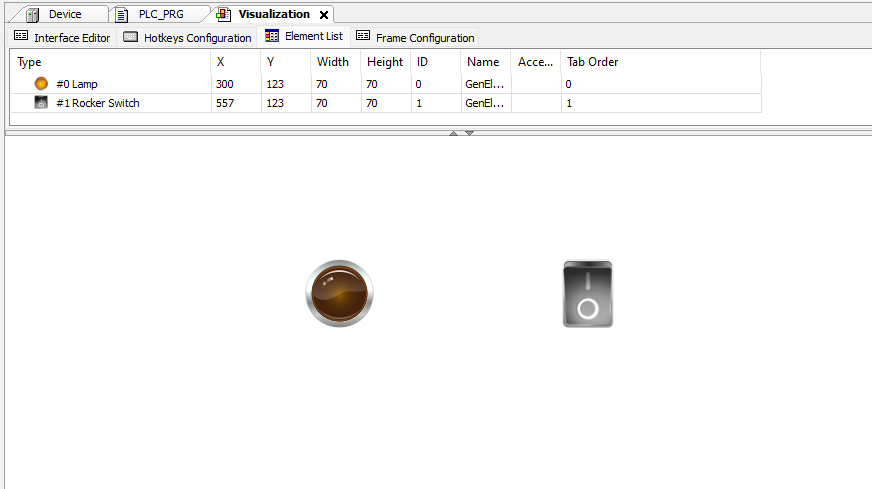 Device PLC_PRG Visualization
Interface Editor Hotkeys Configuration Element List Frame Configuration
Type X Y Width Height ID Name Acce... Tab Order
#0 Lamp 300 123 70 70 0 GenEl... 0
#1 Rocker Switch 557 123 70 70 1 GenEl... 1